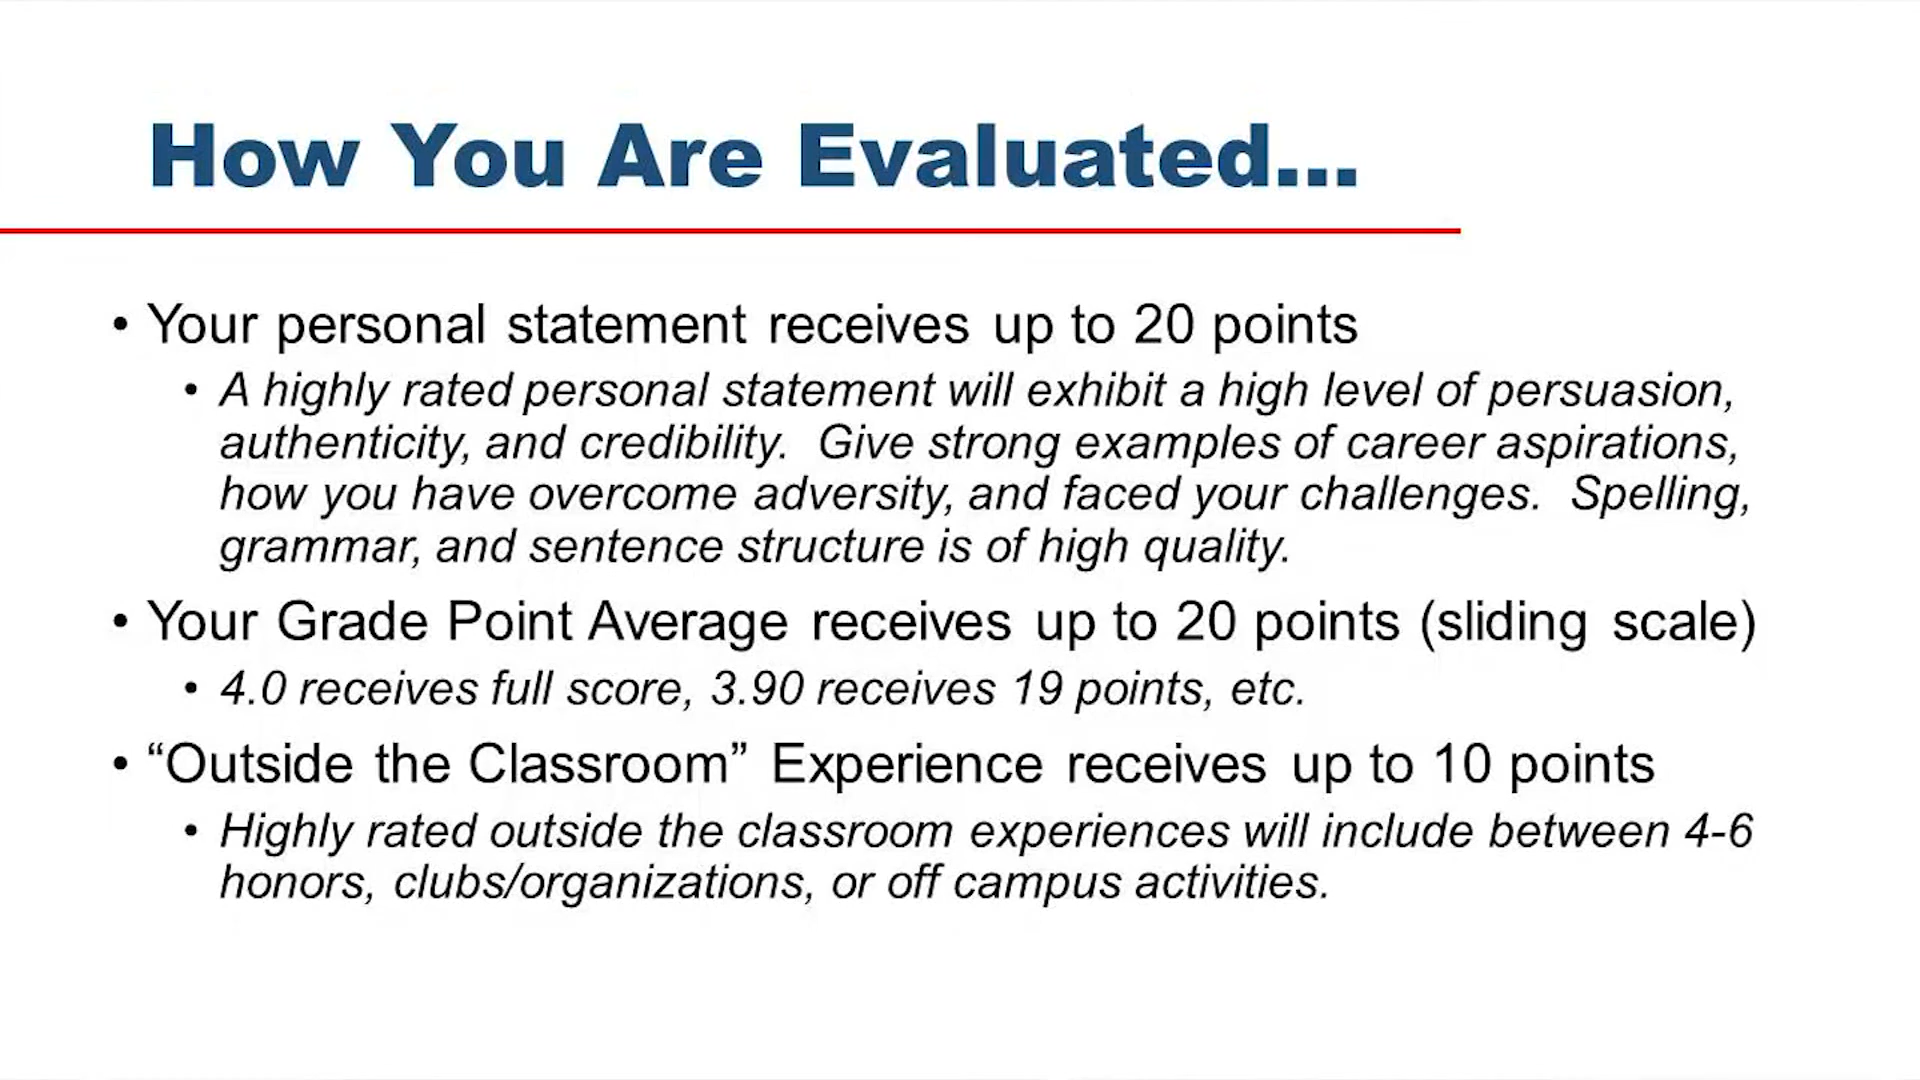 How You Are Evaluated...
• Your personal statement receives up to 20 points
• A highly rated personal statement will exhibit a high level of persuasion,
authenticity, and credibility.  Give strong examples of career aspirations,
how you have overcome adversity, and faced your challenges.  Spelling,
grammar, and sentence structure is of high quality.
• Your Grade Point Average receives up to 20 points (sliding scale)
• 4.0 receives full score, 3.90 receives 19 points, etc.
• “Outside the Classroom” Experience receives up to 10 points
• Highly rated outside the classroom experiences will include between 4-6
honors, clubs/organizations, or off campus activities.